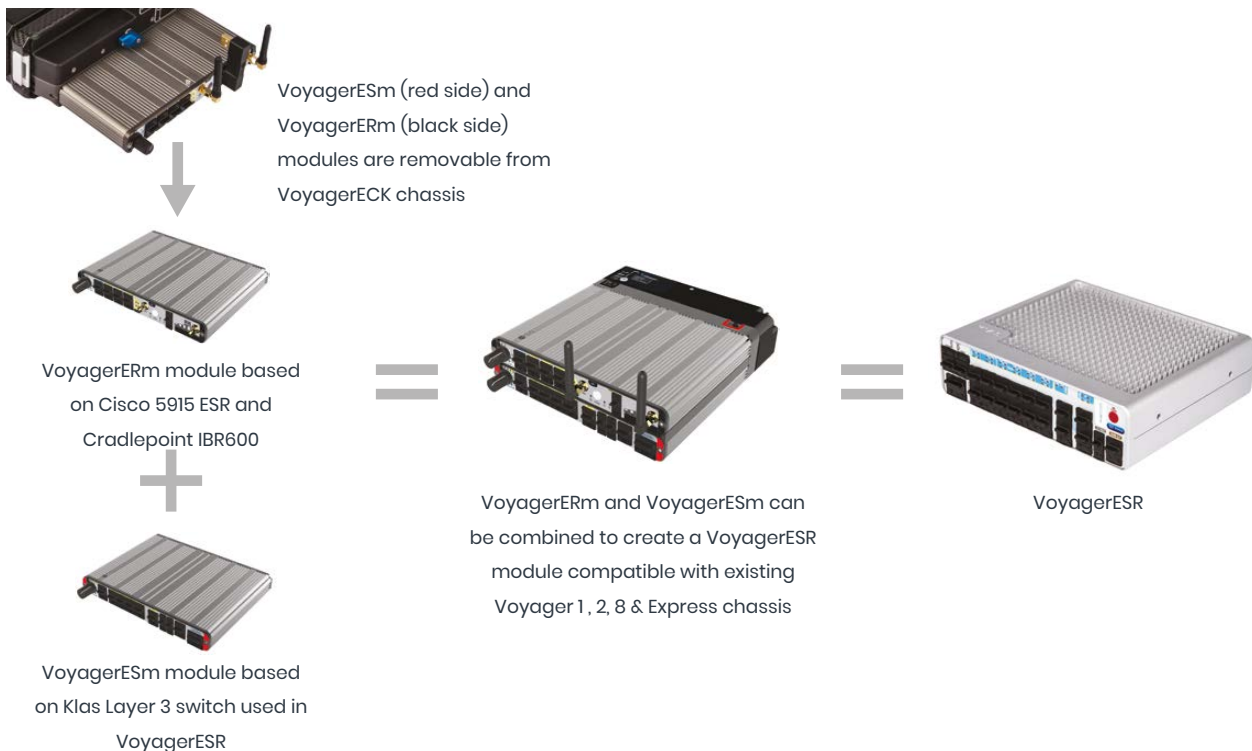 VoyagerESm (red side) and
VoyagerERm (black side)
modules are removable from
VoyagerECK chassis
VoyagerERm module based
on Cisco 5915 ESR and
Cradlepoint IBR600
VoyagerESm module based
on Klas Layer 3 switch used in
VoyagerESR
VoyagerERm and VoyagerESm can
be combined to create a VoyagerESR
module compatible with existing
Voyager 1 , 2, 8 & Express chassis
VoyagerESR